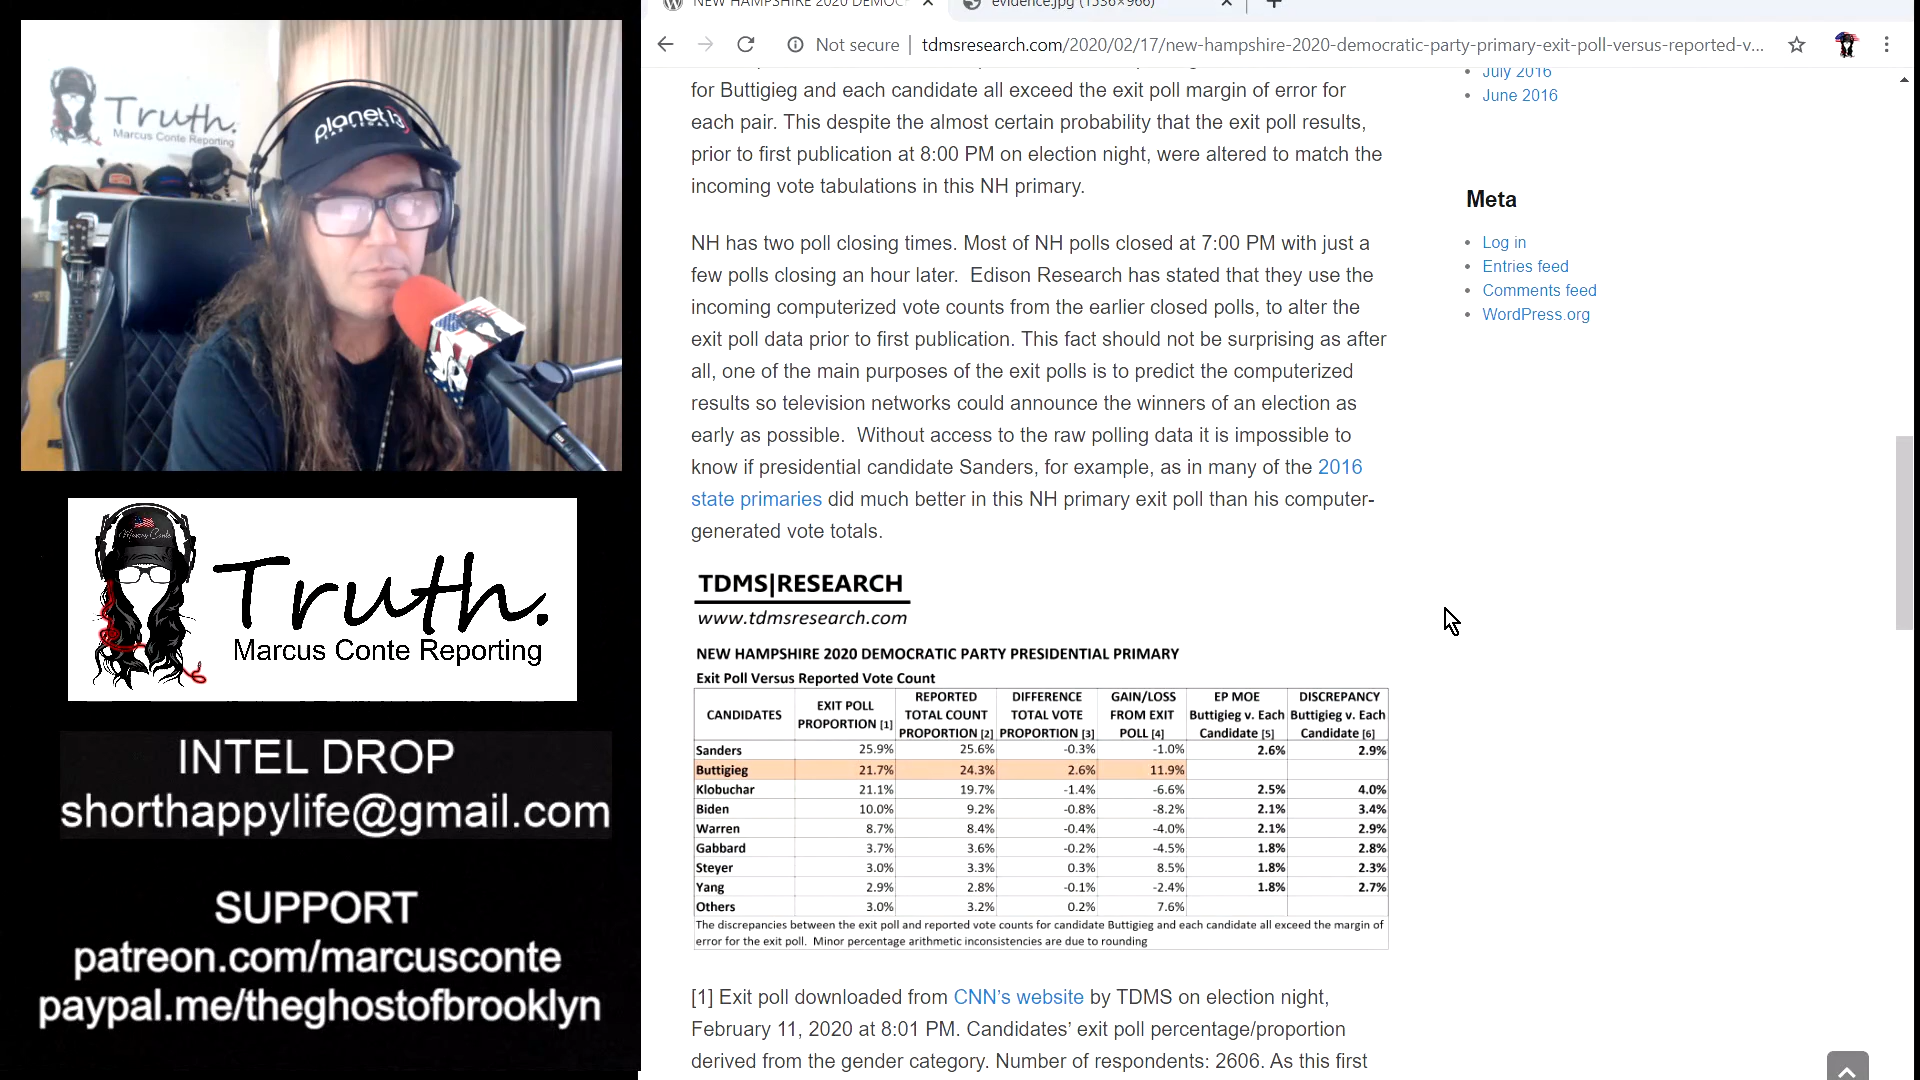 NEW HAMPSHIRE 2020 DEMOC
evidence.jpg (1536×966)
Not secure
tdmsresearch.com/2020/02/17/new-hampshire-2020-democratic-party-primary-exit-poll-versus-reported-v...
Truth.
Marcus Conte Reporting
planet 13
Truth.
Marcus Conte Reporting
INTEL DROP
shorthappylife@gmail.com
SUPPORT
patreon.com/marcusconte
paypal.me/theghostofbrooklyn
for Buttigieg and each candidate all exceed the exit poll margin of error for
each pair. This despite the almost certain probability that the exit poll results,
prior to first publication at 8:00 PM on election night, were altered to match the
incoming vote tabulations in this NH primary.
NH has two poll closing times. Most of NH polls closed at 7:00 PM with just a
few polls closing an hour later. Edison Research has stated that they use the
incoming computerized vote counts from the earlier closed polls, to alter the
exit poll data prior to first publication. This fact should not be surprising as after
all, one of the main purposes of the exit polls is to predict the computerized
results so television networks could announce the winners of an election as
early as possible. Without access to the raw polling data it is impossible to
know if presidential candidate Sanders, for example, as in many of the 2016
state primaries did much better in this NH primary exit poll than his computer-
generated vote totals.
TDMS|RESEARCH
www.tdmsresearch.com
NEW HAMPSHIRE 2020 DEMOCRATIC PARTY PRESIDENTIAL PRIMARY
Exit Poll Versus Reported Vote Count
CANDIDATES EXIT POLL PROPORTION [1] REPORTED TOTAL COUNT PROPORTION [2] DIFFERENCE TOTAL VOTE PROPORTION [3] GAIN/LOSS FROM EXIT POLL [4] EP MOE Buttigieg v. Each Candidate [5] DISCREPANCY Buttigieg v. Each Candidate [6]
Sanders 25.9% 25.6% -0.3% -1.0% 2.6% 2.9%
Buttigieg 21.7% 24.3% 2.6% 11.9%
Klobuchar 21.1% 19.7% -1.4% -6.6% 2.5% 4.0%
Biden 10.0% 9.2% -0.8% -8.2% 2.1% 3.4%
Warren 8.7% 8.4% -0.4% -4.0% 2.1% 2.9%
Gabbard 3.7% 3.6% -0.2% -4.5% 1.8% 2.8%
Steyer 3.0% 3.3% 0.3% 8.5% 1.8% 2.3%
Yang 2.9% 2.8% -0.1% -2.4% 1.8% 2.7%
Others 3.0% 3.2% 0.2% 7.6%
The discrepancies between the exit poll and reported vote counts for candidate Buttigieg and each candidate all exceed the margin of
error for the exit poll. Minor percentage arithmetic inconsistencies are due to rounding
[1] Exit poll downloaded from CNN's website by TDMS on election night,
February 11, 2020 at 8:01 PM. Candidates' exit poll percentage/proportion
derived from the gender category. Number of respondents: 2606. As this first
July 2016
June 2016
Meta
Log in
Entries feed
Comments feed
WordPress.org